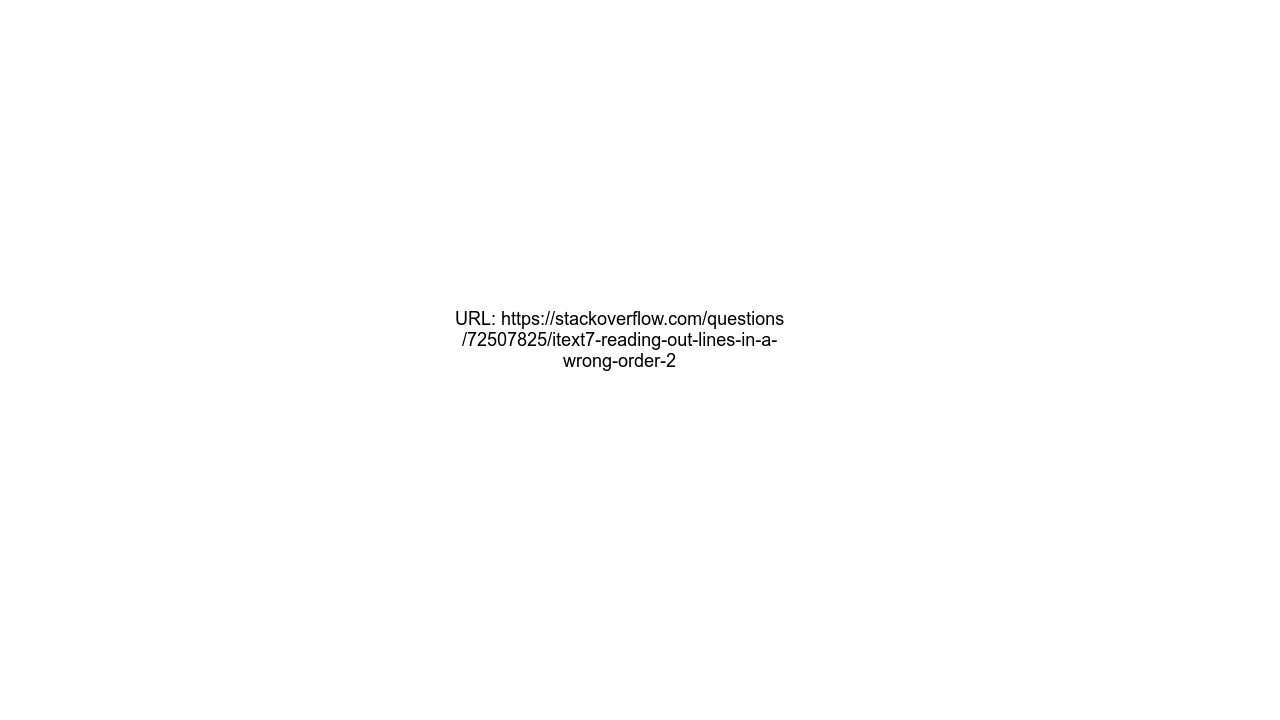 URL: https://stackoverflow.com/questions
/72507825/itext7-reading-out-lines-in-a-
wrong-order-2